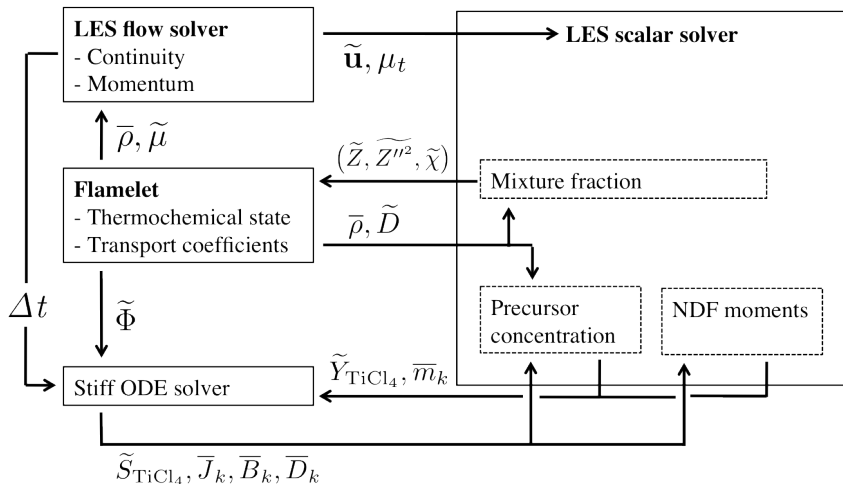 LES flow solver
- Continuity
- Momentum
ũ, μ_t
LES scalar solver
ρ̅, μ̃
(Z̃, Z″²̃, χ̃)
Mixture fraction
Flamelet
- Thermochemical state
- Transport coefficients
ρ̅, D̃
Δt
Φ̃
Precursor
concentration
NDF moments
Ỹ_TiCl₄, m̅_k
Stiff ODE solver
S̃_TiCl₄, J̅_k, B̅_k, D̅_k